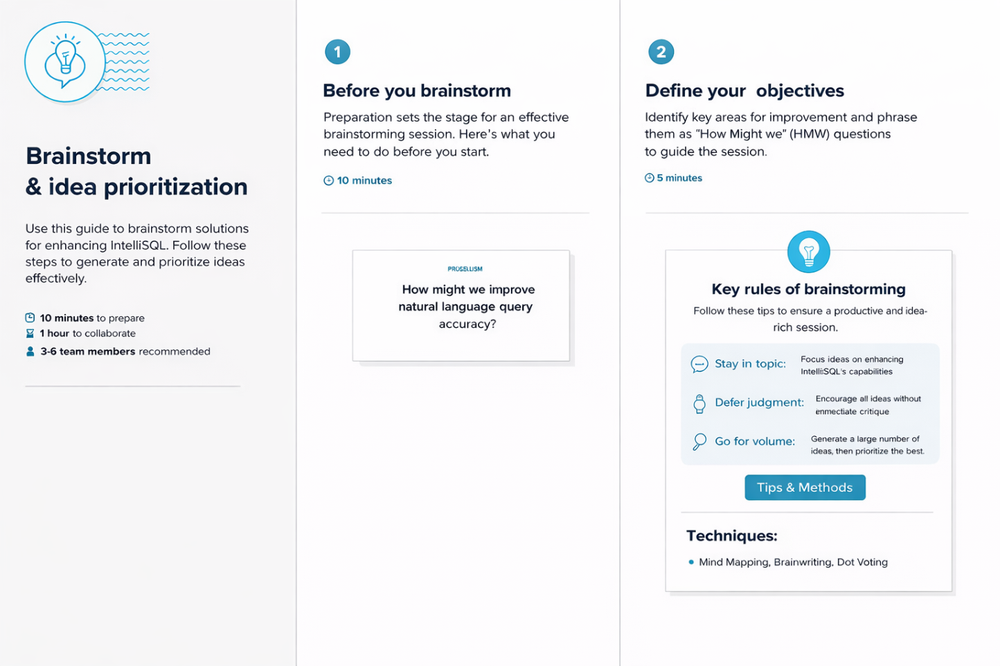 Brainstorm
& idea prioritization
Use this guide to brainstorm solutions
for enhancing IntelliSQL. Follow these
steps to generate and prioritize ideas
effectively.
10 minutes to prepare
1 hour to collaborate
3-6 team members recommended
1
Before you brainstorm
Preparation sets the stage for an effective
brainstorming session. Here's what you
need to do before you start.
10 minutes
PROSELLISM
How might we improve
natural language query
accuracy?
2
Define your objectives
Identify key areas for improvement and phrase
them as "How Might we" (HMW) questions
to guide the session.
5 minutes
Key rules of brainstorming
Follow these tips to ensure a productive and idea-
rich session.
Stay in topic: Focus ideas on enhancing
IntelliSQL's capabilities
Defer judgment: Encourage all ideas without
enmectiate critique
Go for volume: Generate a large number of
ideas, then prioritize the best.
Tips & Methods
Techniques:
• Mind Mapping, Brainwriting, Dot Voting